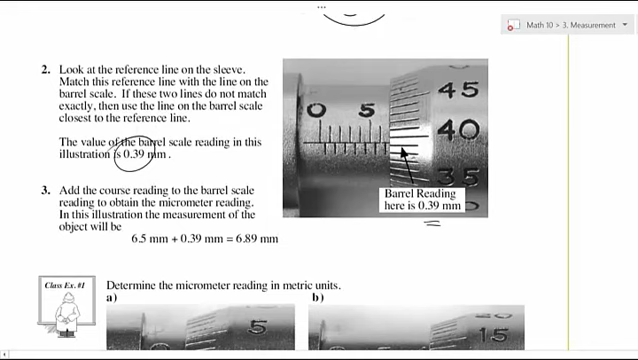 Math 10 > 3. Measurement
2. Look at the reference line on the sleeve.
Match this reference line with the line on the
barrel scale. If these two lines do not match
exactly, then use the line on the barrel scale
closest to the reference line.
The value of the barrel scale reading in this
illustration is 0.39 mm.
0 5
45
40
35
Barrel Reading
here is 0.39 mm
3. Add the course reading to the barrel scale
reading to obtain the micrometer reading.
In this illustration the measurement of the
object will be
6.5 mm + 0.39 mm = 6.89 mm
Class Ex. #1
Determine the micrometer reading in metric units.
a) b)
5
20
15